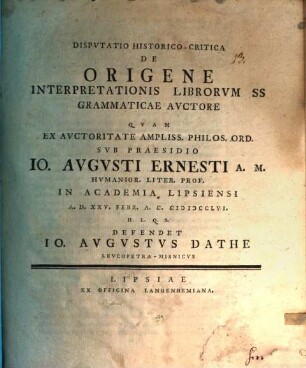 DISPVTATIO HISTORICO-CRITICA
DE
ORIGENE
INTERPRETATIONIS LIBRORVM SS
GRAMMATICAE AVCTORE
QVAM
EX AVCTORITATE AMPLISS. PHILOS. ORD.
SVB PRAESIDIO
IO. AVGVSTI ERNESTI A. M.
HVMANIOR. LITER. PROF.
IN ACADEMIA LIPSIENSI
A. D. XXV. FEBR. A. C. CIƆIƆCCLVI.
H. L. Q. S.
DEFENDET
IO. AVGVSTVS DATHE
LEVCOPETRA-MISNICVS
LIPSIAE
EX OFFICINA LANGENHEMIANA.